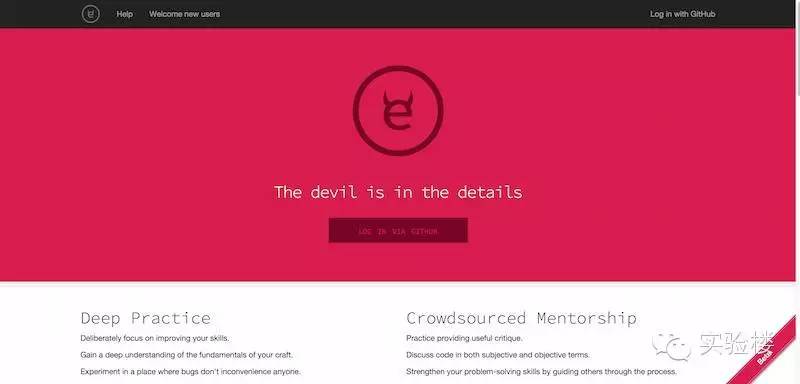 Help
Welcome new users
Log in with GitHub
e
The devil is in the details
LOG IN VIA GITHUB
Deep Practice
Deliberately focus on improving your skills.
Gain a deep understanding of the fundamentals of your craft.
Experiment in a place where bugs don't inconvenience anyone.
Crowdsourced Mentorship
Practice providing useful critique.
Discuss code in both subjective and objective terms.
Strengthen your problem-solving skills by guiding others through the process.
实验楼
Beta